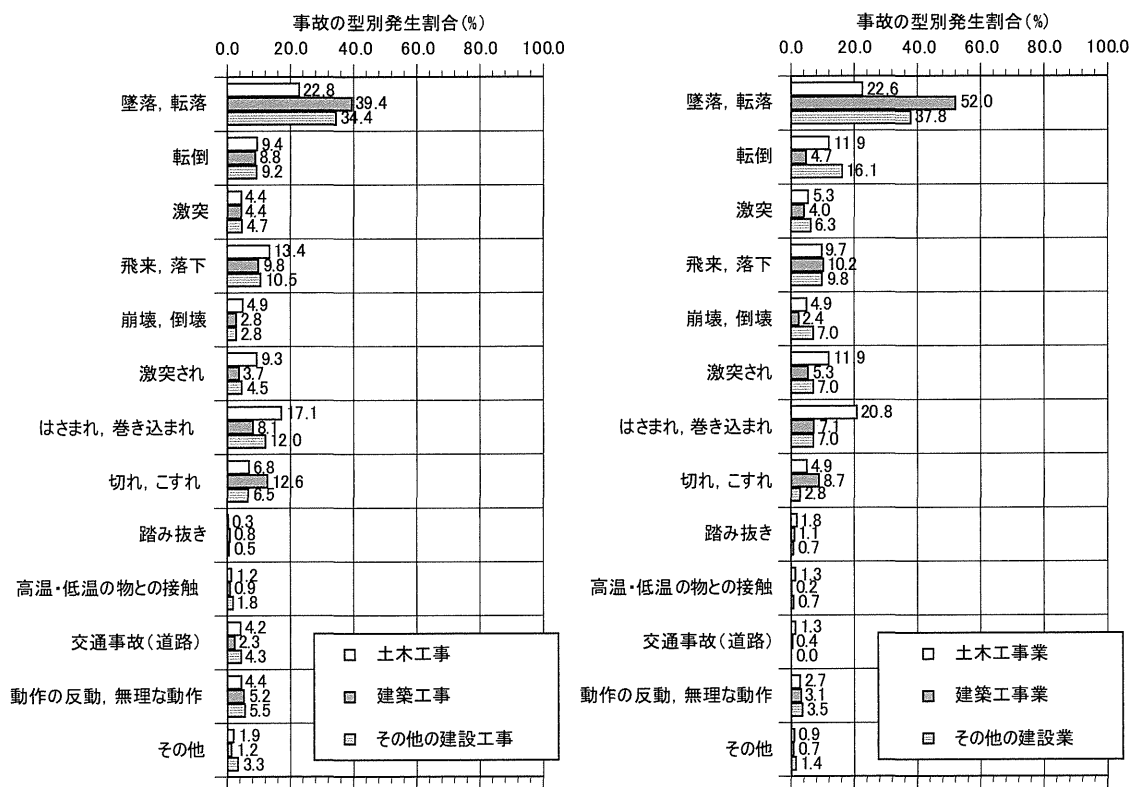 事故の型別発生割合(%)
0.0 20.0 40.0 60.0 80.0 100.0
墜落, 転落
22.8
39.4
34.4
転倒
9.4
8.8
9.2
激突
4.4
4.4
4.7
飛来, 落下
13.4
9.8
10.5
崩壊, 倒壊
4.9
2.8
2.8
激突され
9.3
3.7
4.5
はさまれ, 巻き込まれ
17.1
8.1
12.0
切れ, こすれ
6.8
12.6
6.5
踏み抜き
0.3
0.8
0.5
高温・低温の物との接触
1.2
0.9
1.8
交通事故(道路)
4.2
2.3
4.3
動作の反動, 無理な動作
4.4
5.2
5.5
その他
1.9
1.2
3.3
土木工事
建築工事
その他の建設工事
事故の型別発生割合(%)
0.0 20.0 40.0 60.0 80.0 100.0
墜落, 転落
22.6
52.0
37.8
転倒
11.9
4.7
16.1
激突
5.3
4.0
6.3
飛来, 落下
9.7
10.2
9.8
崩壊, 倒壊
4.9
2.4
7.0
激突され
11.9
5.3
7.0
はさまれ, 巻き込まれ
20.8
7.1
7.0
切れ, こすれ
4.9
8.7
2.8
踏み抜き
1.8
1.1
0.7
高温・低温の物との接触
1.3
0.2
0.7
交通事故(道路)
1.3
0.4
0.0
動作の反動, 無理な動作
2.7
3.1
3.5
その他
0.9
0.7
1.4
土木工事業
建築工事業
その他の建設業